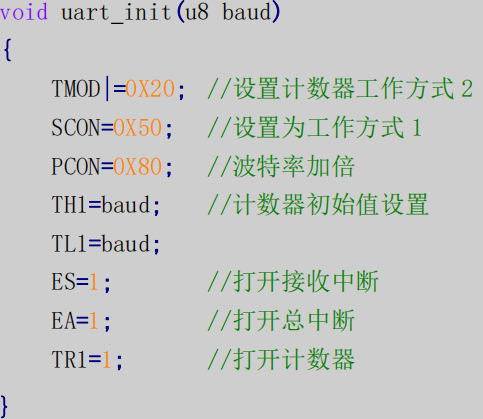 void uart_init(u8 baud)
{
    TMOD|=0X20; //设置计数器工作方式 2
    SCON=0X50;  //设置为工作方式 1
    PCON=0X80;  //波特率加倍
    TH1=baud;   //计数器初始值设置
    TL1=baud;
    ES=1;       //打开接收中断
    EA=1;       //打开总中断
    TR1=1;      //打开计数器
}